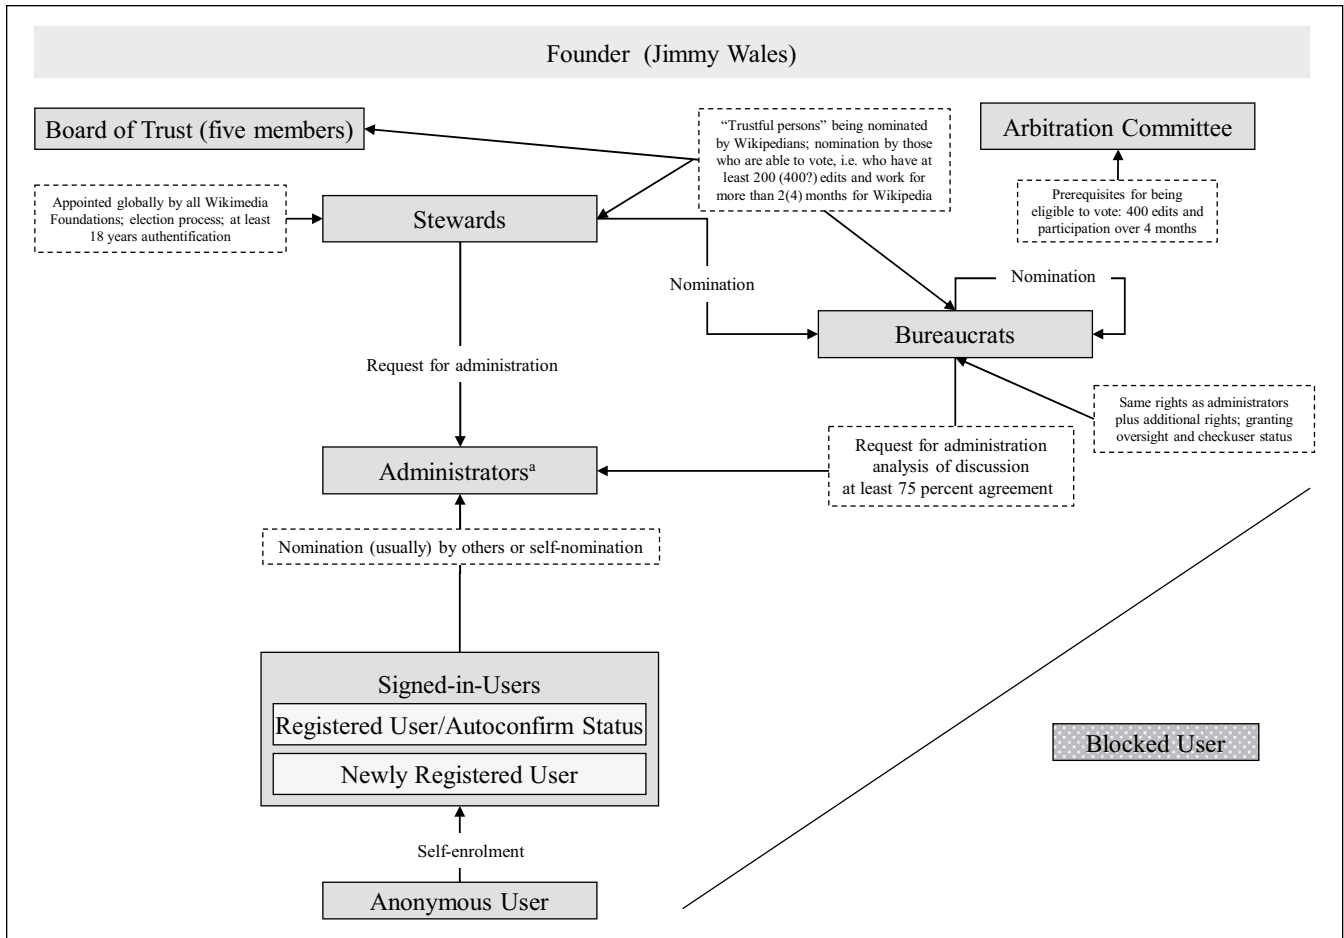 Founder (Jimmy Wales)
Board of Trust (five members)
“Trustful persons” being nominated
by Wikipedians; nomination by those
who are able to vote, i.e. who have at
least 200 (400?) edits and work for
more than 2(4) months for Wikipedia
Arbitration Committee
Appointed globally by all Wikimedia
Foundations; election process; at least
18 years authentification
Stewards
Prerequisites for being
eligible to vote: 400 edits and
participation over 4 months
Nomination
Nomination
Bureaucrats
Request for administration
Same rights as administrators
plus additional rights; granting
oversight and checkuser status
Administratorsª
Request for administration
analysis of discussion
at least 75 percent agreement
Nomination (usually) by others or self-nomination
Signed-in-Users
Registered User/Autoconfirm Status
Newly Registered User
Blocked User
Self-enrolment
Anonymous User